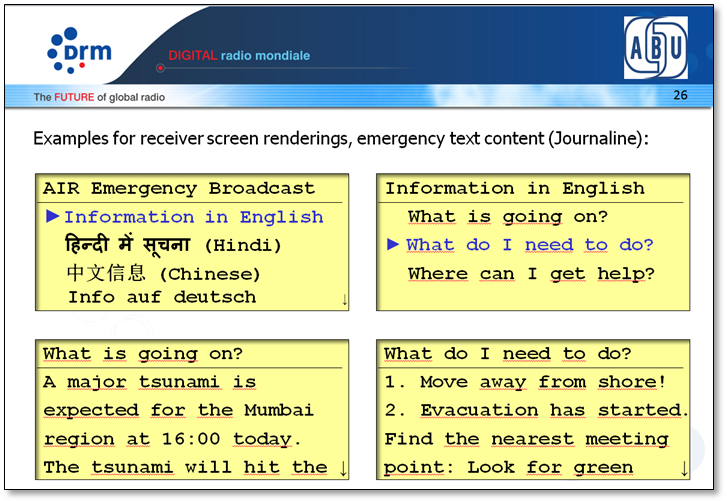 Drm
DIGITAL radio mondiale
ABU
The FUTURE of global radio
26
Examples for receiver screen renderings, emergency text content (Journaline):
AIR Emergency Broadcast
►Information in English
हिन्दी में सूचना (Hindi)
中文信息 (Chinese)
Info auf deutsch ↓
Information in English
What is going on?
► What do I need to do?
Where can I get help?
What is going on?
A major tsunami is
expected for the Mumbai
region at 16:00 today.
The tsunami will hit the ↓
What do I need to do?
1. Move away from shore!
2. Evacuation has started.
Find the nearest meeting
point: Look for green ↓